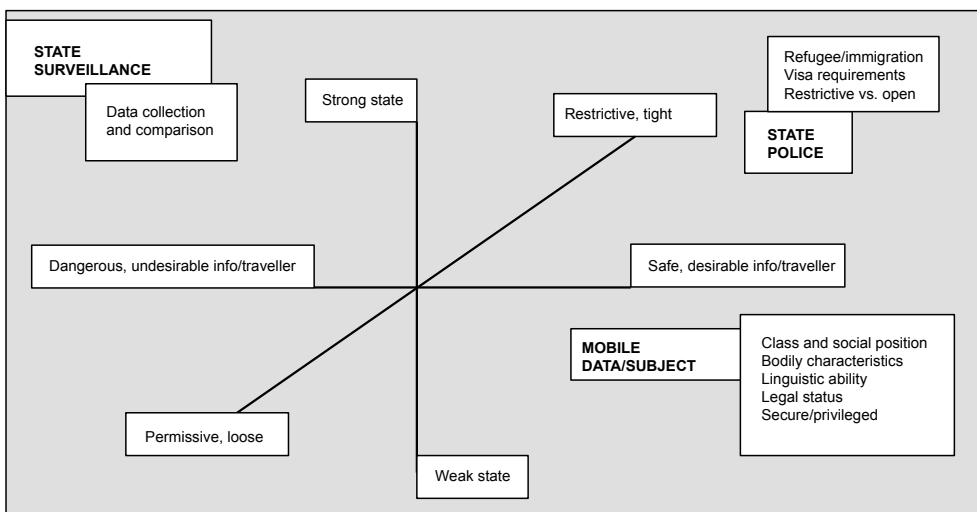 STATE
SURVEILLANCE
Data collection
and comparison
Strong state
Restrictive, tight
Refugee/immigration
Visa requirements
Restrictive vs. open
STATE
POLICE
Dangerous, undesirable info/traveller
Safe, desirable info/traveller
MOBILE
DATA/SUBJECT
Class and social position
Bodily characteristics
Linguistic ability
Legal status
Secure/privileged
Permissive, loose
Weak state